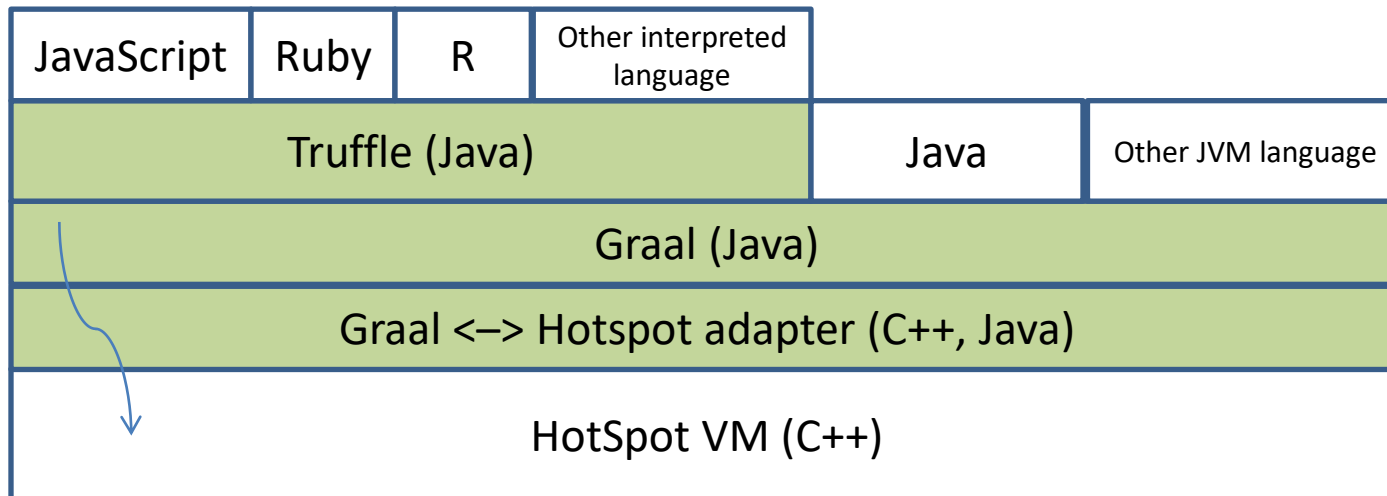 JavaScript
Ruby
R
Other interpreted
language
Truffle (Java)
Java
Other JVM language
Graal (Java)
Graal <–> Hotspot adapter (C++, Java)
HotSpot VM (C++)